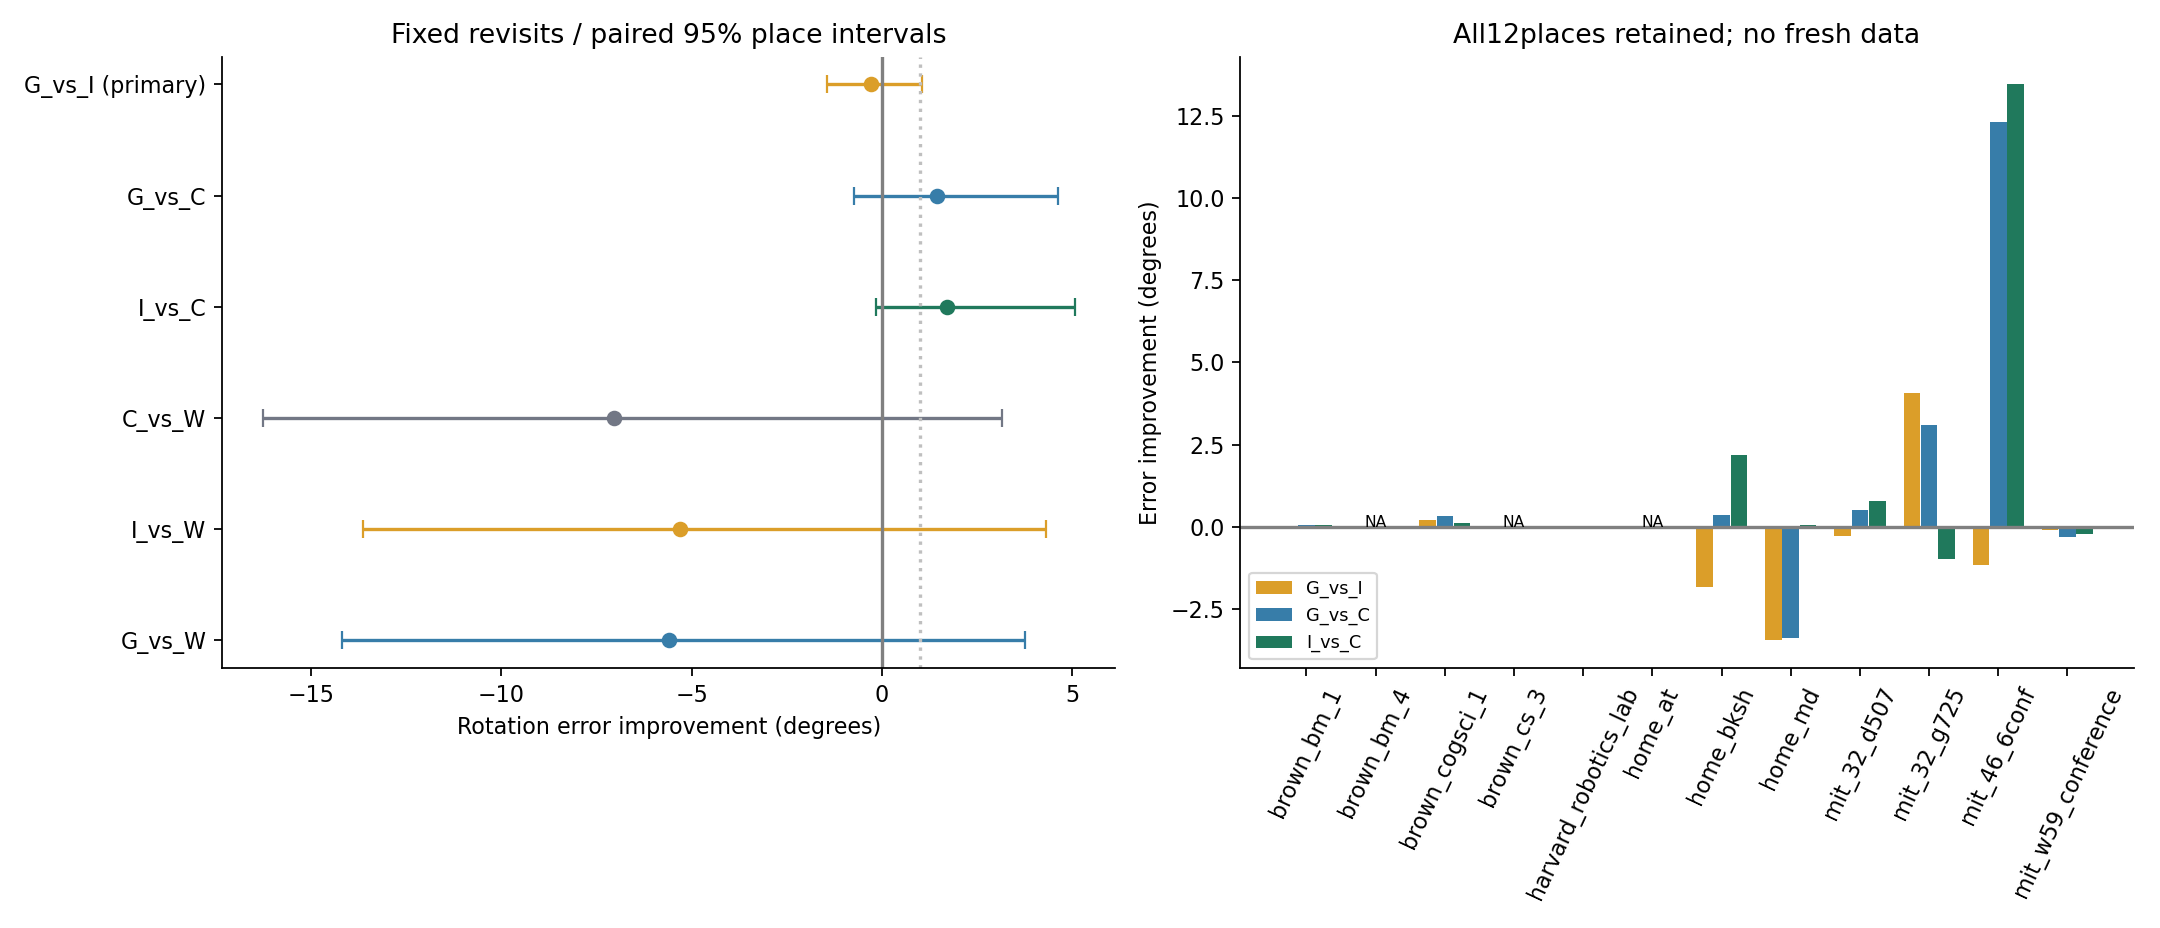 Fixed revisits / paired 95% place intervals
G_vs_I (primary)
G_vs_C
I_vs_C
C_vs_W
I_vs_W
G_vs_W
−15
−10
−5
0
5
Rotation error improvement (degrees)
All12places retained; no fresh data
Error improvement (degrees)
12.5
10.0
7.5
5.0
2.5
0.0
−2.5
NA
NA
NA
G_vs_I
G_vs_C
I_vs_C
brown_bm_1
brown_bm_4
brown_cogsci_1
brown_cs_3
harvard_robotics_lab
home_at
home_bksh
home_md
mit_32_d507
mit_32_g725
mit_46_6conf
mit_w59_conference